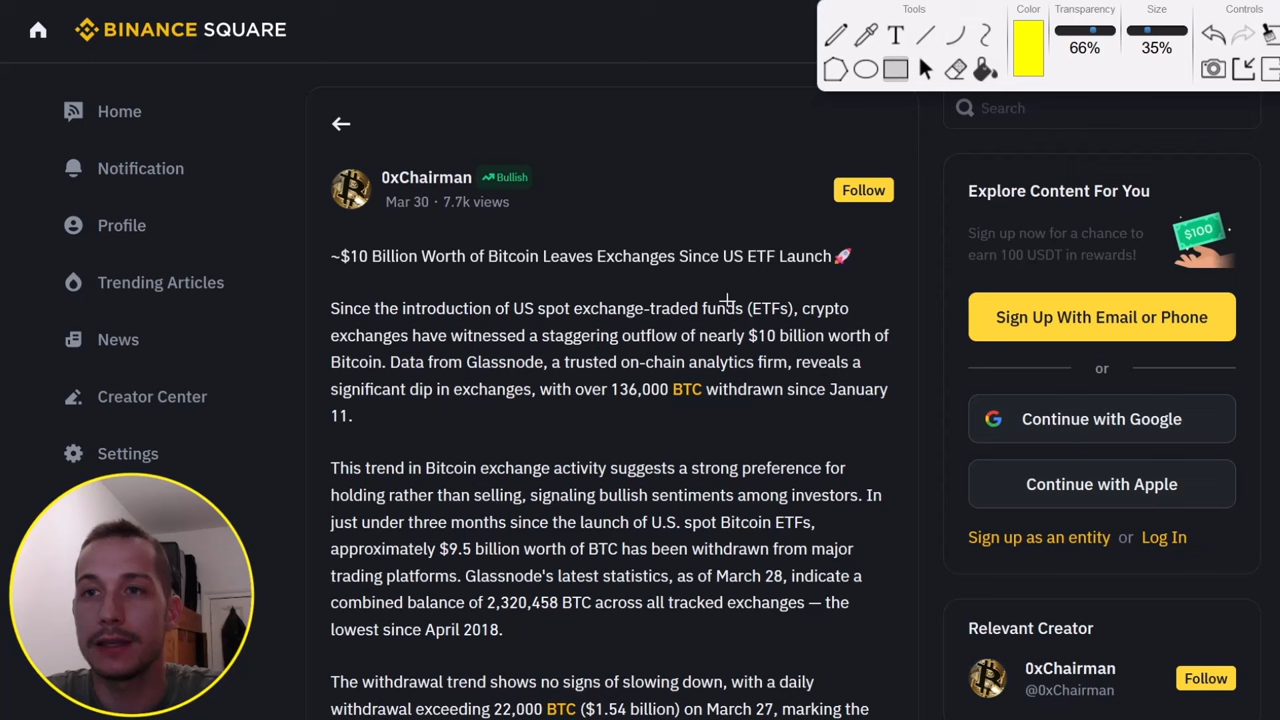 BINANCE SQUARE
Tools
Color
Transparency
Size
Controls
T
66%
35%
Home
Notification
Profile
Trending Articles
News
Creator Center
Settings
0xChairman
Bullish
Mar 30 · 7.7k views
Follow
~$10 Billion Worth of Bitcoin Leaves Exchanges Since US ETF Launch
Since the introduction of US spot exchange-traded funds (ETFs), crypto
exchanges have witnessed a staggering outflow of nearly $10 billion worth of
Bitcoin. Data from Glassnode, a trusted on-chain analytics firm, reveals a
significant dip in exchanges, with over 136,000 BTC withdrawn since January
11.
This trend in Bitcoin exchange activity suggests a strong preference for
holding rather than selling, signaling bullish sentiments among investors. In
just under three months since the launch of U.S. spot Bitcoin ETFs,
approximately $9.5 billion worth of BTC has been withdrawn from major
trading platforms. Glassnode's latest statistics, as of March 28, indicate a
combined balance of 2,320,458 BTC across all tracked exchanges — the
lowest since April 2018.
The withdrawal trend shows no signs of slowing down, with a daily
withdrawal exceeding 22,000 BTC ($1.54 billion) on March 27, marking the
Search
Explore Content For You
Sign up now for a chance to
earn 100 USDT in rewards!
$100
Sign Up With Email or Phone
or
Continue with Google
Continue with Apple
Sign up as an entity or Log In
Relevant Creator
0xChairman
@0xChairman
Follow